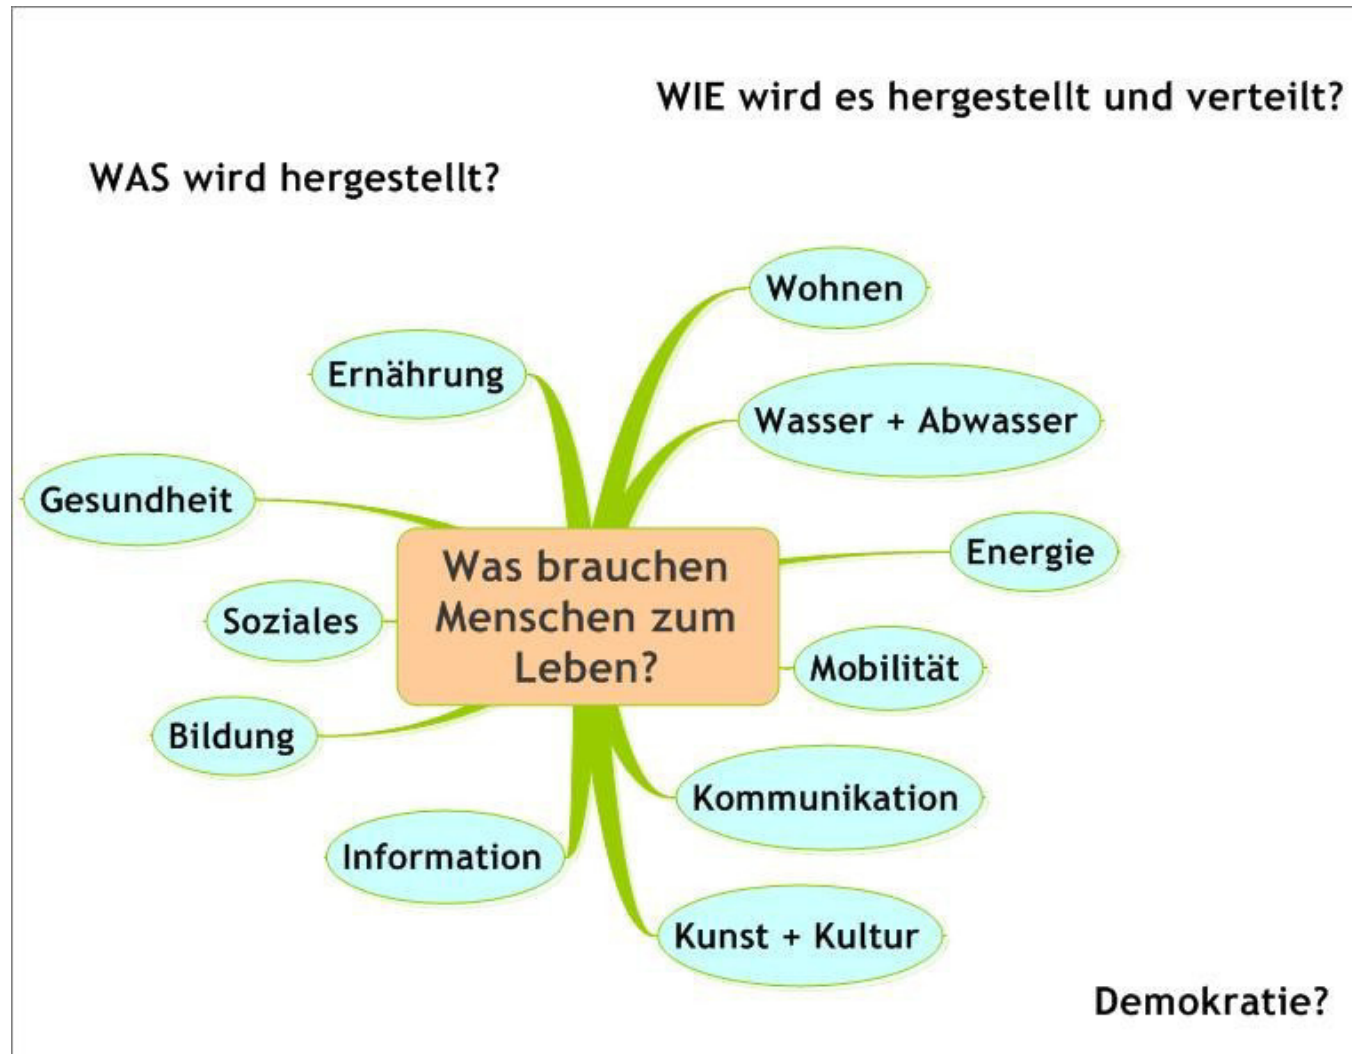 WIE wird es hergestellt und verteilt?
WAS wird hergestellt?
Wohnen
Ernährung
Wasser + Abwasser
Gesundheit
Energie
Was brauchen
Menschen zum
Leben?
Soziales
Mobilität
Bildung
Kommunikation
Information
Kunst + Kultur
Demokratie?